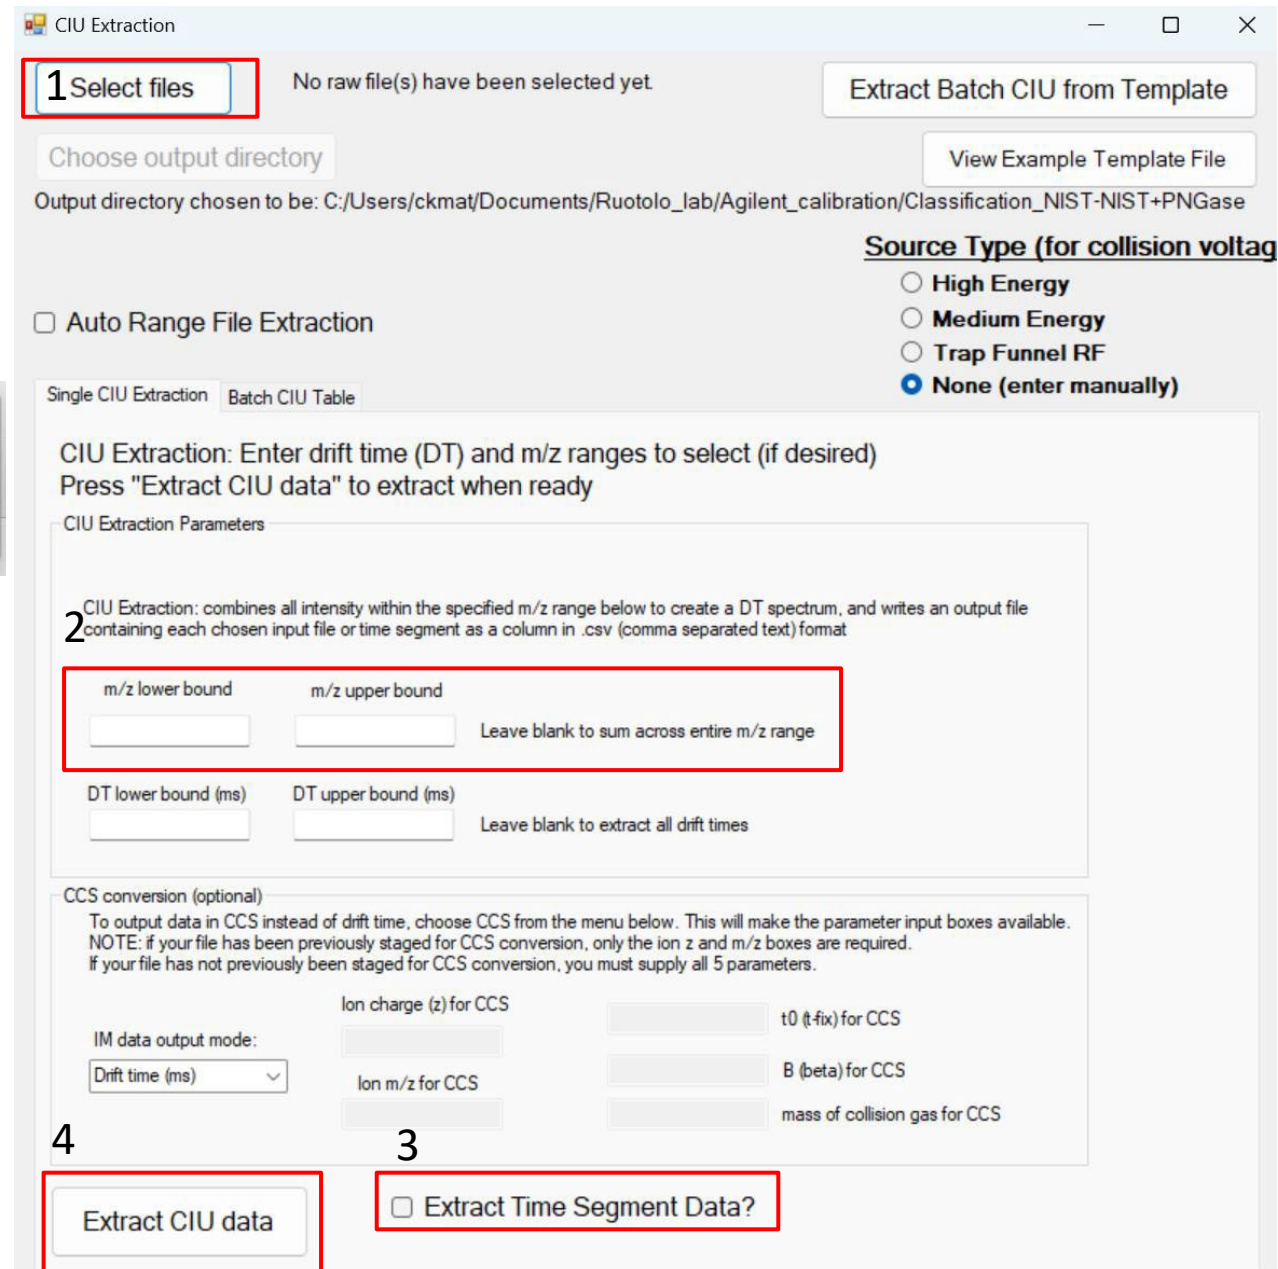 CIU Extraction
1 Select files
No raw file(s) have been selected yet.
Extract Batch CIU from Template
Choose output directory
View Example Template File
Output directory chosen to be: C:/Users/ckmat/Documents/Ruotolo_lab/Agilent_calibration/Classification_NIST-NIST+PNGase
Source Type (for collision voltag
High Energy
Medium Energy
Trap Funnel RF
None (enter manually)
Auto Range File Extraction
Single CIU Extraction
Batch CIU Table
CIU Extraction: Enter drift time (DT) and m/z ranges to select (if desired)
Press "Extract CIU data" to extract when ready
CIU Extraction Parameters
2
CIU Extraction: combines all intensity within the specified m/z range below to create a DT spectrum, and writes an output file
containing each chosen input file or time segment as a column in .csv (comma separated text) format
m/z lower bound
m/z upper bound
Leave blank to sum across entire m/z range
DT lower bound (ms)
DT upper bound (ms)
Leave blank to extract all drift times
CCS conversion (optional)
To output data in CCS instead of drift time, choose CCS from the menu below. This will make the parameter input boxes available.
NOTE: if your file has been previously staged for CCS conversion, only the ion z and m/z boxes are required.
If your file has not previously been staged for CCS conversion, you must supply all 5 parameters.
Ion charge (z) for CCS
t0 (t-fix) for CCS
IM data output mode:
Drift time (ms)
Ion m/z for CCS
B (beta) for CCS
mass of collision gas for CCS
4
3
Extract CIU data
Extract Time Segment Data?